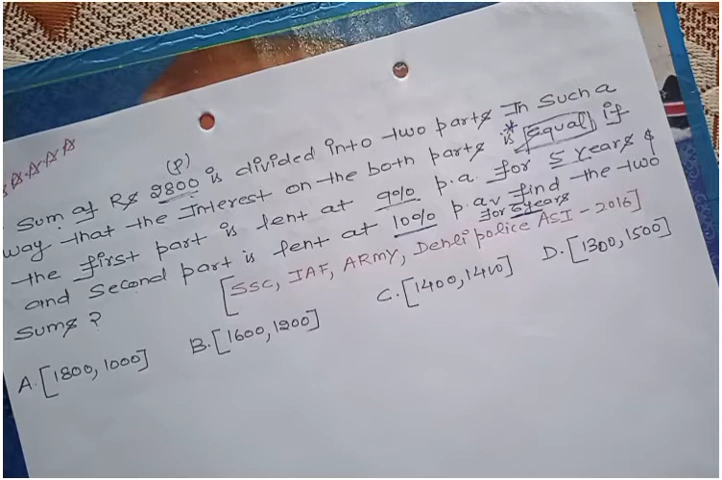 (P)
Sum of Rs 2800 is divided into two parts In Such a
way that the Interest on the both parts is * Equal if
the first part is lent at 9% p.a. for 5 years &
and Second part is lent at 10% p.a. find the two
for 6 years
Sums ?
[SSC, IAF, ARMY, Dehli police ASI - 2016]
A. [1800, 1000] B. [1600, 1200] C. [1400, 1400] D. [1300, 1500]